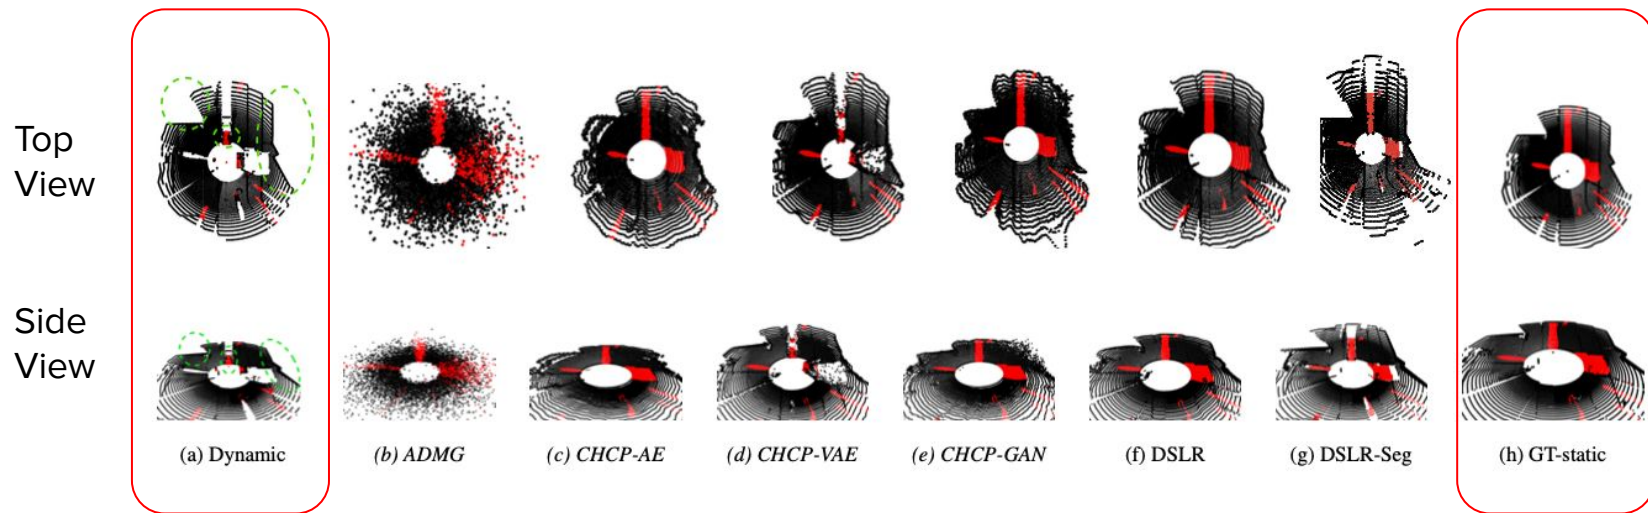 Top
View
Side
View
(a) Dynamic
(b) ADMG
(c) CHCP-AE
(d) CHCP-VAE
(e) CHCP-GAN
(f) DSLR
(g) DSLR-Seg
(h) GT-static